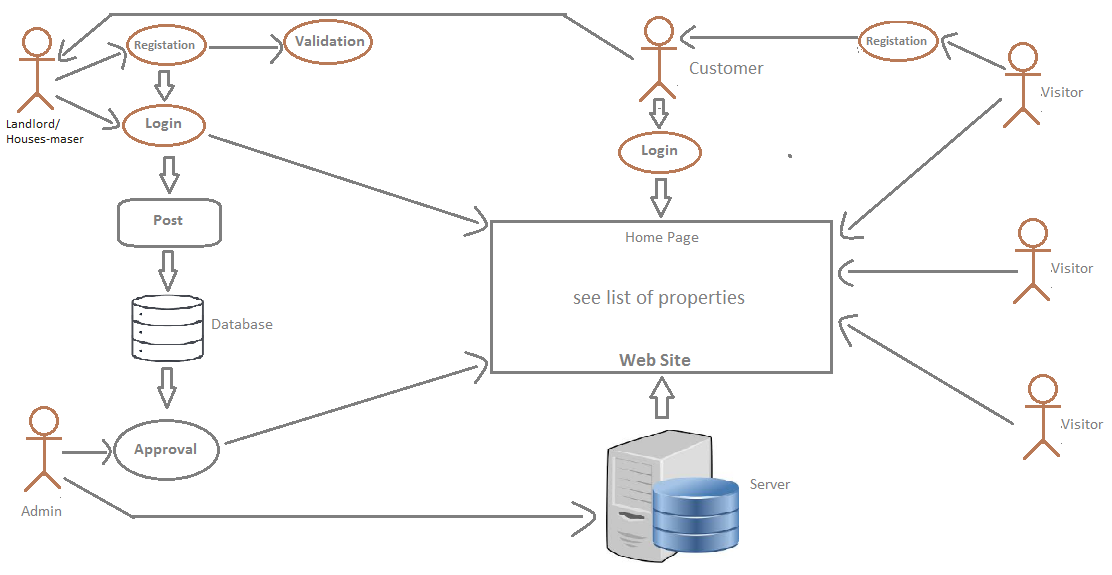 Registation
Validation
Registation
Customer
Visitor
Landlord/
Houses-maser
Login
Login
Post
Home Page
see list of properties
Web Site
Visitor
Database
Visitor
Approval
Admin
Server